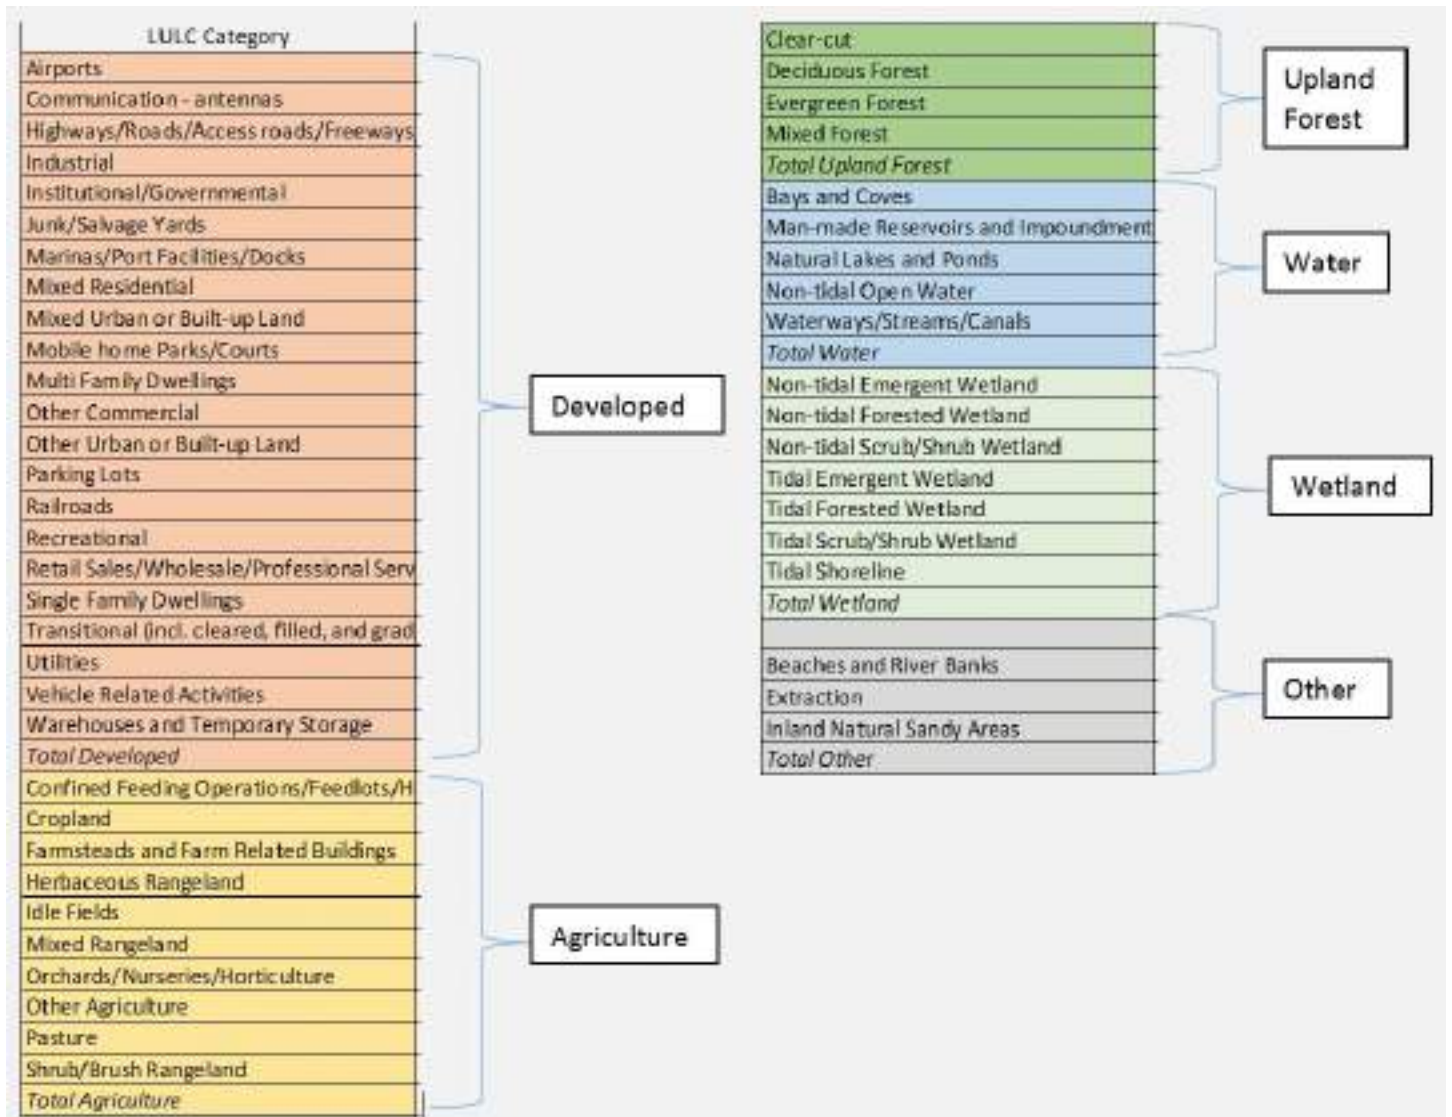 LULC Category
Airports
Communication - antennas
Highways/Roads/Access roads/Freeways
Industrial
Institutional/Governmental
Junk/Salvage Yards
Marinas/Port Facilities/Docks
Mixed Residential
Mixed Urban or Built-up Land
Mobile home Parks/Courts
Multi Family Dwellings
Other Commercial
Other Urban or Built-up Land
Parking Lots
Railroads
Recreational
Retail Sales/Wholesale/Professional Serv
Single Family Dwellings
Transitional (incl. cleared, filled, and grad
Utilities
Vehicle Related Activities
Warehouses and Temporary Storage
Total Developed
Developed
Confined Feeding Operations/Feedlots/H
Cropland
Farmsteads and Farm Related Buildings
Herbaceous Rangeland
Idle Fields
Mixed Rangeland
Orchards/Nurseries/Horticulture
Other Agriculture
Pasture
Shrub/Brush Rangeland
Total Agriculture
Agriculture
Clear-cut
Deciduous Forest
Evergreen Forest
Mixed Forest
Total Upland Forest
Upland
Forest
Bays and Coves
Man-made Reservoirs and Impoundment
Natural Lakes and Ponds
Non-tidal Open Water
Waterways/Streams/Canals
Total Water
Water
Non-tidal Emergent Wetland
Non-tidal Forested Wetland
Non-tidal Scrub/Shrub Wetland
Tidal Emergent Wetland
Tidal Forested Wetland
Tidal Scrub/Shrub Wetland
Tidal Shoreline
Total Wetland
Wetland
Beaches and River Banks
Extraction
Inland Natural Sandy Areas
Total Other
Other